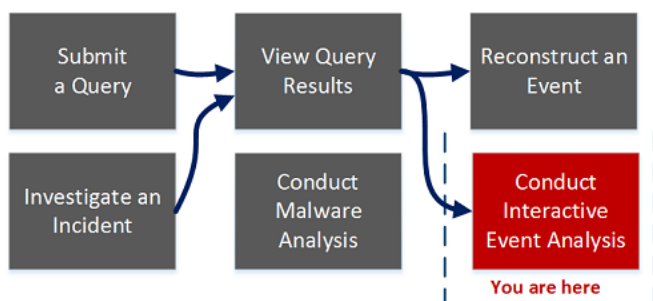 Submit
a Query
View Query
Results
Reconstruct an
Event
Investigate an
Incident
Conduct
Malware
Analysis
Conduct
Interactive
Event Analysis
You are here